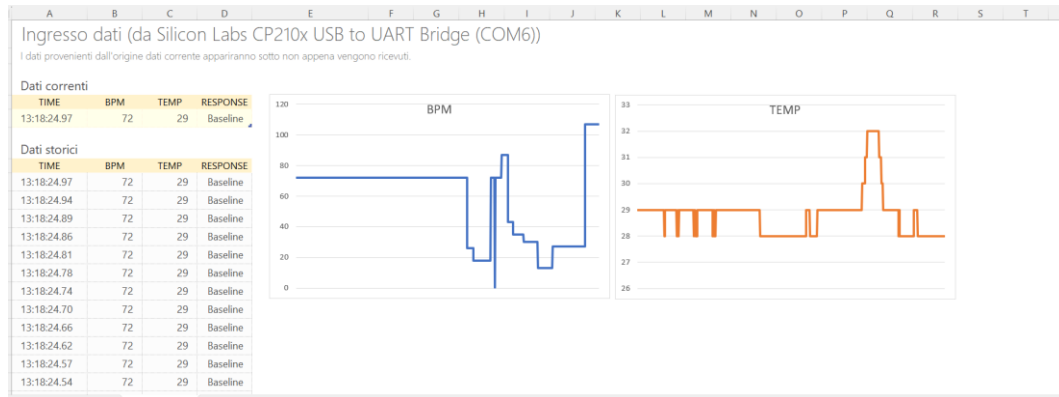 A B C D E F G H I J K L M N O P Q R S T
Ingresso dati (da Silicon Labs CP210x USB to UART Bridge (COM6))
I dati provenienti dall'origine dati corrente appariranno sotto non appena vengono ricevuti.
Dati correnti
TIME BPM TEMP RESPONSE
13:18:24.97 72 29 Baseline
Dati storici
TIME BPM TEMP RESPONSE
13:18:24.97 72 29 Baseline
13:18:24.94 72 29 Baseline
13:18:24.89 72 29 Baseline
13:18:24.86 72 29 Baseline
13:18:24.81 72 29 Baseline
13:18:24.78 72 29 Baseline
13:18:24.74 72 29 Baseline
13:18:24.70 72 29 Baseline
13:18:24.66 72 29 Baseline
13:18:24.62 72 29 Baseline
13:18:24.57 72 29 Baseline
13:18:24.54 72 29 Baseline
BPM
120
100
80
60
40
20
0
TEMP
33
32
31
30
29
28
27
26